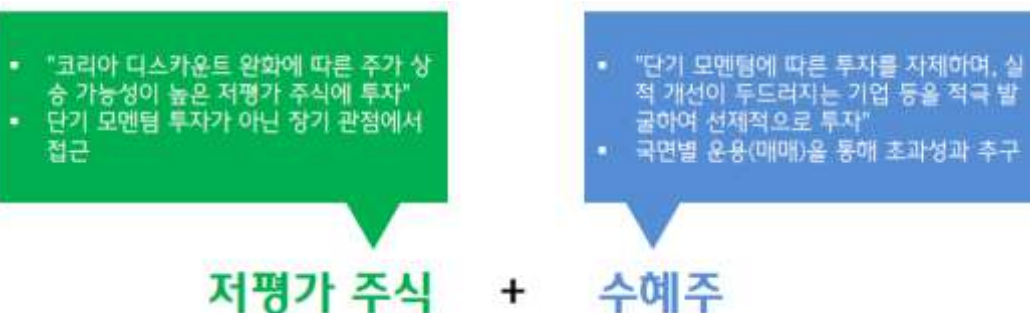 ▪ "코리아 디스카운트 완화에 따른 주가 상
승 가능성이 높은 저평가 주식에 투자"
▪ 단기 모멘텀 투자가 아닌 장기 관점에서
접근
▪ "단기 모멘텀에 따른 투자를 자제하며, 실
적 개선이 두드러지는 기업 등을 적극 발
굴하여 선제적으로 투자"
▪ 국면별 운용(매매)을 통해 초과성과 추구
저평가 주식 + 수혜주